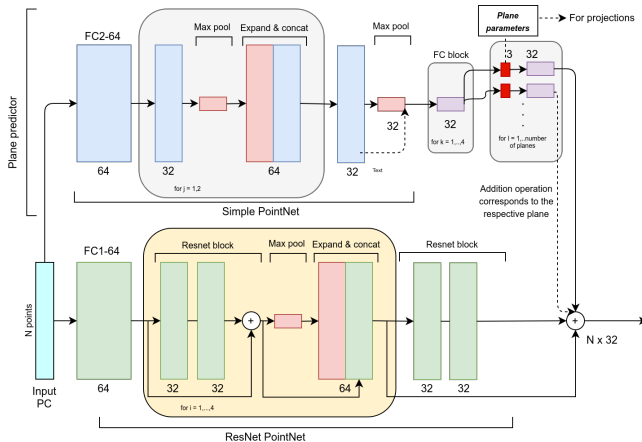 Plane
parameters
For projections
Max pool
Max pool
FC2-64
Expand & concat
FC block
3
32
Plane predictor
32
32
64
32
64
32
Text
for k = 1,...,4
for l = 1,..number
of planes
for j = 1,2
Simple PointNet
Addition operation
corresponds to the
respective plane
FC1-64
Resnet block
Max pool
Expand & concat
Resnet block
N points
+
+
N x 32
64
32
32
64
32
32
Input
PC
for i = 1,...,4
ResNet PointNet